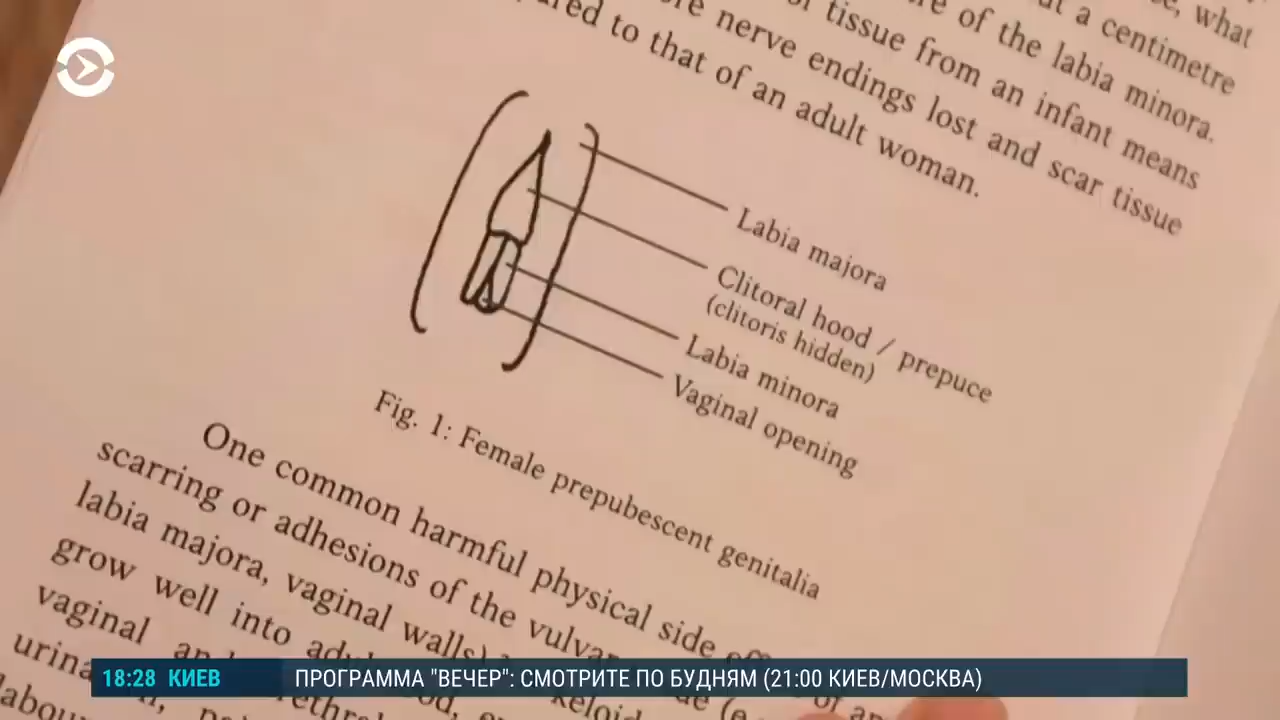 what
re of the labia minora.
a centimetre
of tissue from an infant means
nerve endings lost and scar tissue
to that of an adult woman.
Labia majora
Clitoral hood / prepuce
(clitoris hidden)
Labia minora
Vaginal opening
Fig. 1: Female prepubescent genitalia
One common harmful physical side
scarring or adhesions of the vulva
labia majora, vaginal walls)
grow well into
vaginal
keloid
18:28 КИЕВ ПРОГРАММА "ВЕЧЕР": СМОТРИТЕ ПО БУДНЯМ (21:00 КИЕВ/МОСКВА)